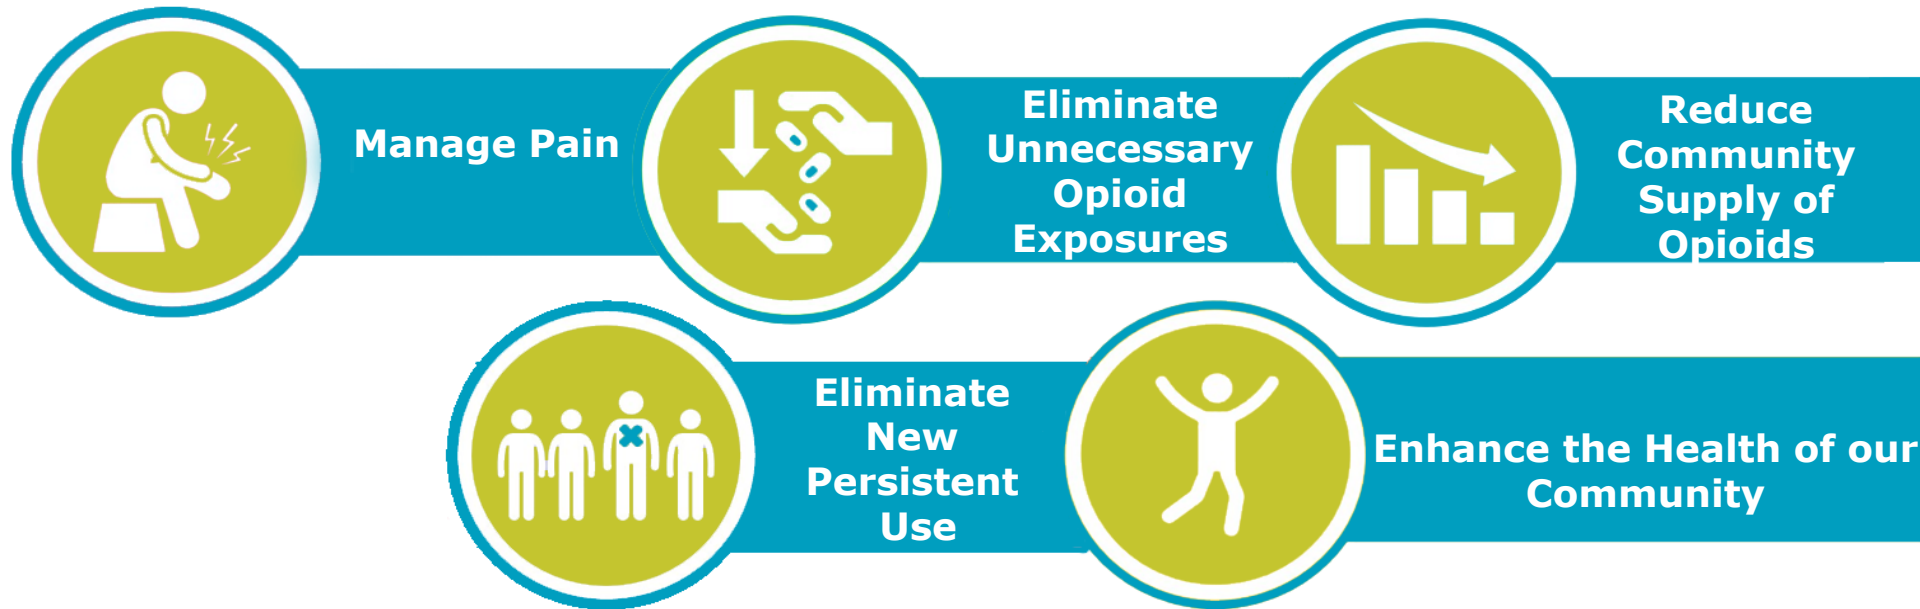 Manage Pain
Eliminate
Unnecessary
Opioid
Exposures
Reduce
Community
Supply of
Opioids
Eliminate
New
Persistent
Use
Enhance the Health of our
Community